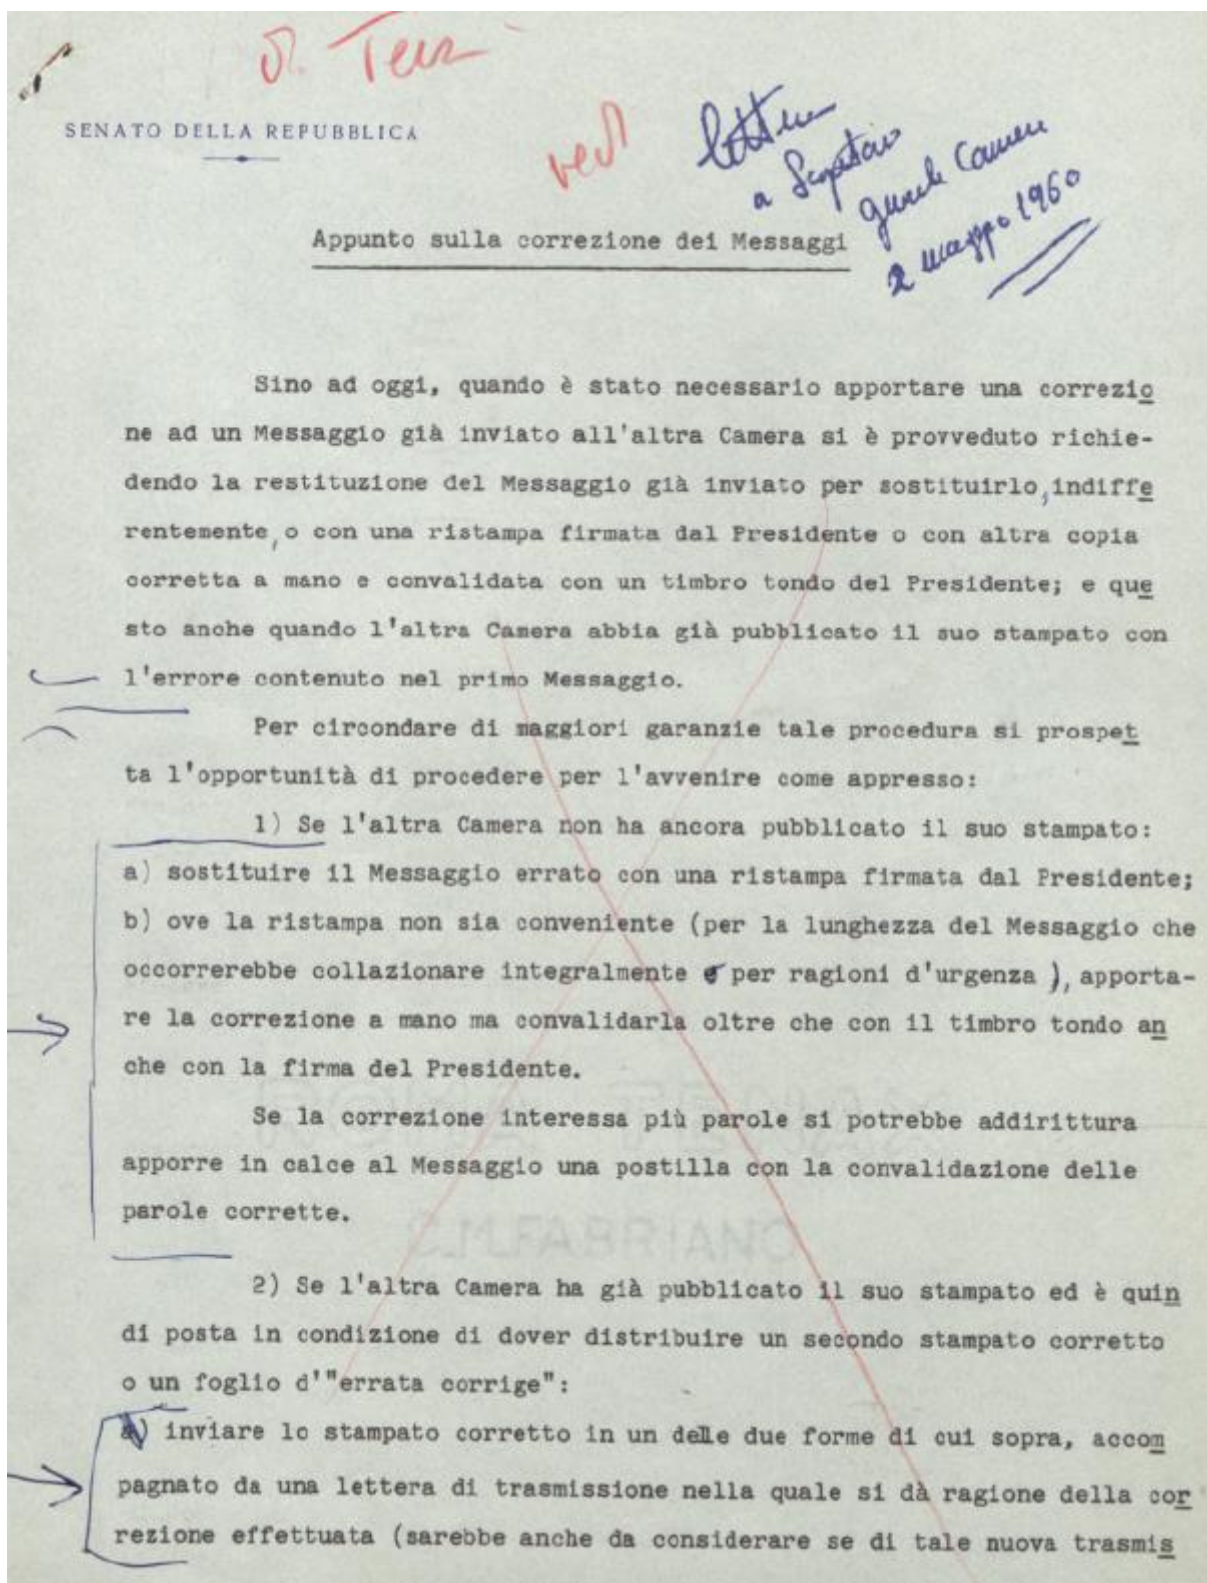 SENATO DELLA REPUBBLICA
vedi
lettera
a Segretario
generale Camera
2 maggio 1960
Appunto sulla correzione dei Messaggi
Sino ad oggi, quando è stato necessario apportare una correzio
ne ad un Messaggio già inviato all'altra Camera si è provveduto richie-
dendo la restituzione del Messaggio già inviato per sostituirlo, indiffe
rentemente, o con una ristampa firmata dal Presidente o con altra copia
corretta a mano e convalidata con un timbro tondo del Presidente; e que
sto anche quando l'altra Camera abbia già pubblicato il suo stampato con
l'errore contenuto nel primo Messaggio.
Per circondare di maggiori garanzie tale procedura si prospet
ta l'opportunità di procedere per l'avvenire come appresso:
1) Se l'altra Camera non ha ancora pubblicato il suo stampato:
a) sostituire il Messaggio errato con una ristampa firmata dal Presidente;
b) ove la ristampa non sia conveniente (per la lunghezza del Messaggio che
occorrerebbe collazionare integralmente o per ragioni d'urgenza), apporta-
re la correzione a mano ma convalidarla oltre che con il timbro tondo an
che con la firma del Presidente.
Se la correzione interessa più parole si potrebbe addirittura
apporre in calce al Messaggio una postilla con la convalidazione delle
parole corrette.
C.M.FABRIANO
2) Se l'altra Camera ha già pubblicato il suo stampato ed è quin
di posta in condizione di dover distribuire un secondo stampato corretto
o un foglio d'"errata corrige":
a) inviare lo stampato corretto in un delle due forme di cui sopra, accom
pagnato da una lettera di trasmissione nella quale si dà ragione della cor
rezione effettuata (sarebbe anche da considerare se di tale nuova trasmis